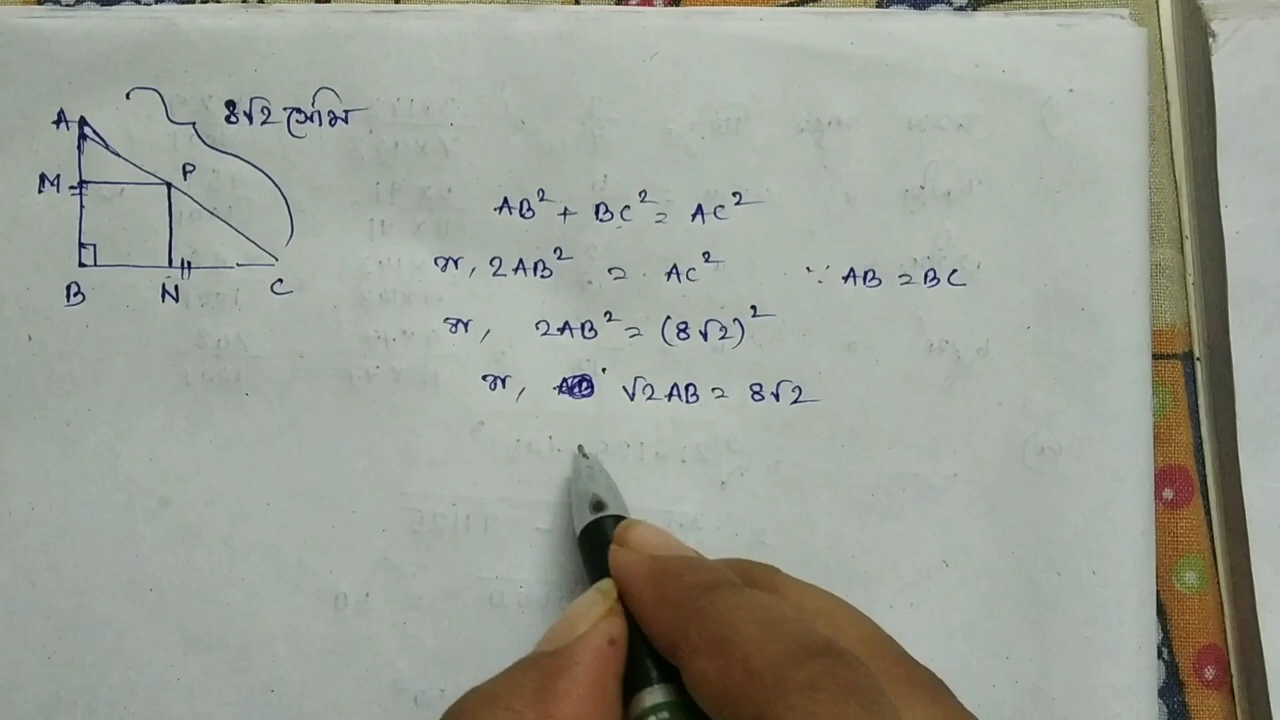 8√2 সেমি
A
M
P
B
N
C
AB² + BC² = AC²
বা, 2AB² = AC² ∵ AB = BC
বা, 2AB² = (8√2)²
বা, √2AB = 8√2